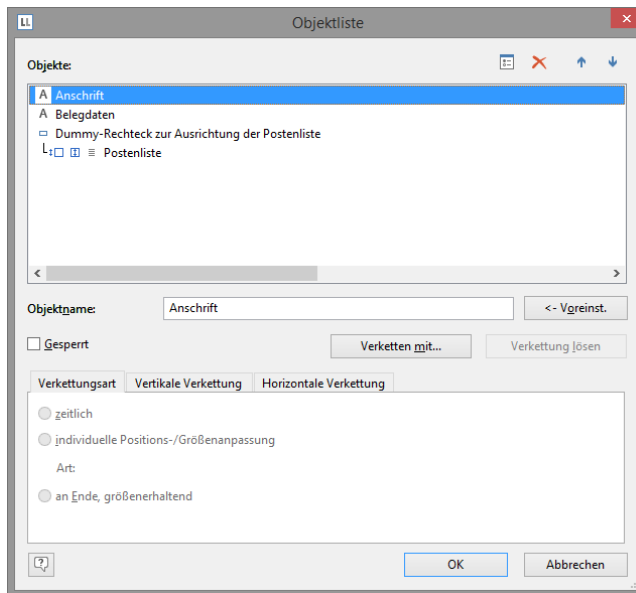 LL Objektliste
Objekte:
A Anschrift
A Belegdaten
Dummy-Rechteck zur Ausrichtung der Postenliste
Postenliste
Objektname: Anschrift <- Voreinst.
Gesperrt Verketten mit... Verkettung lösen
Verkettungsart Vertikale Verkettung Horizontale Verkettung
zeitlich
individuelle Positions-/Größenanpassung
Art:
an Ende, größenerhaltend
? OK Abbrechen